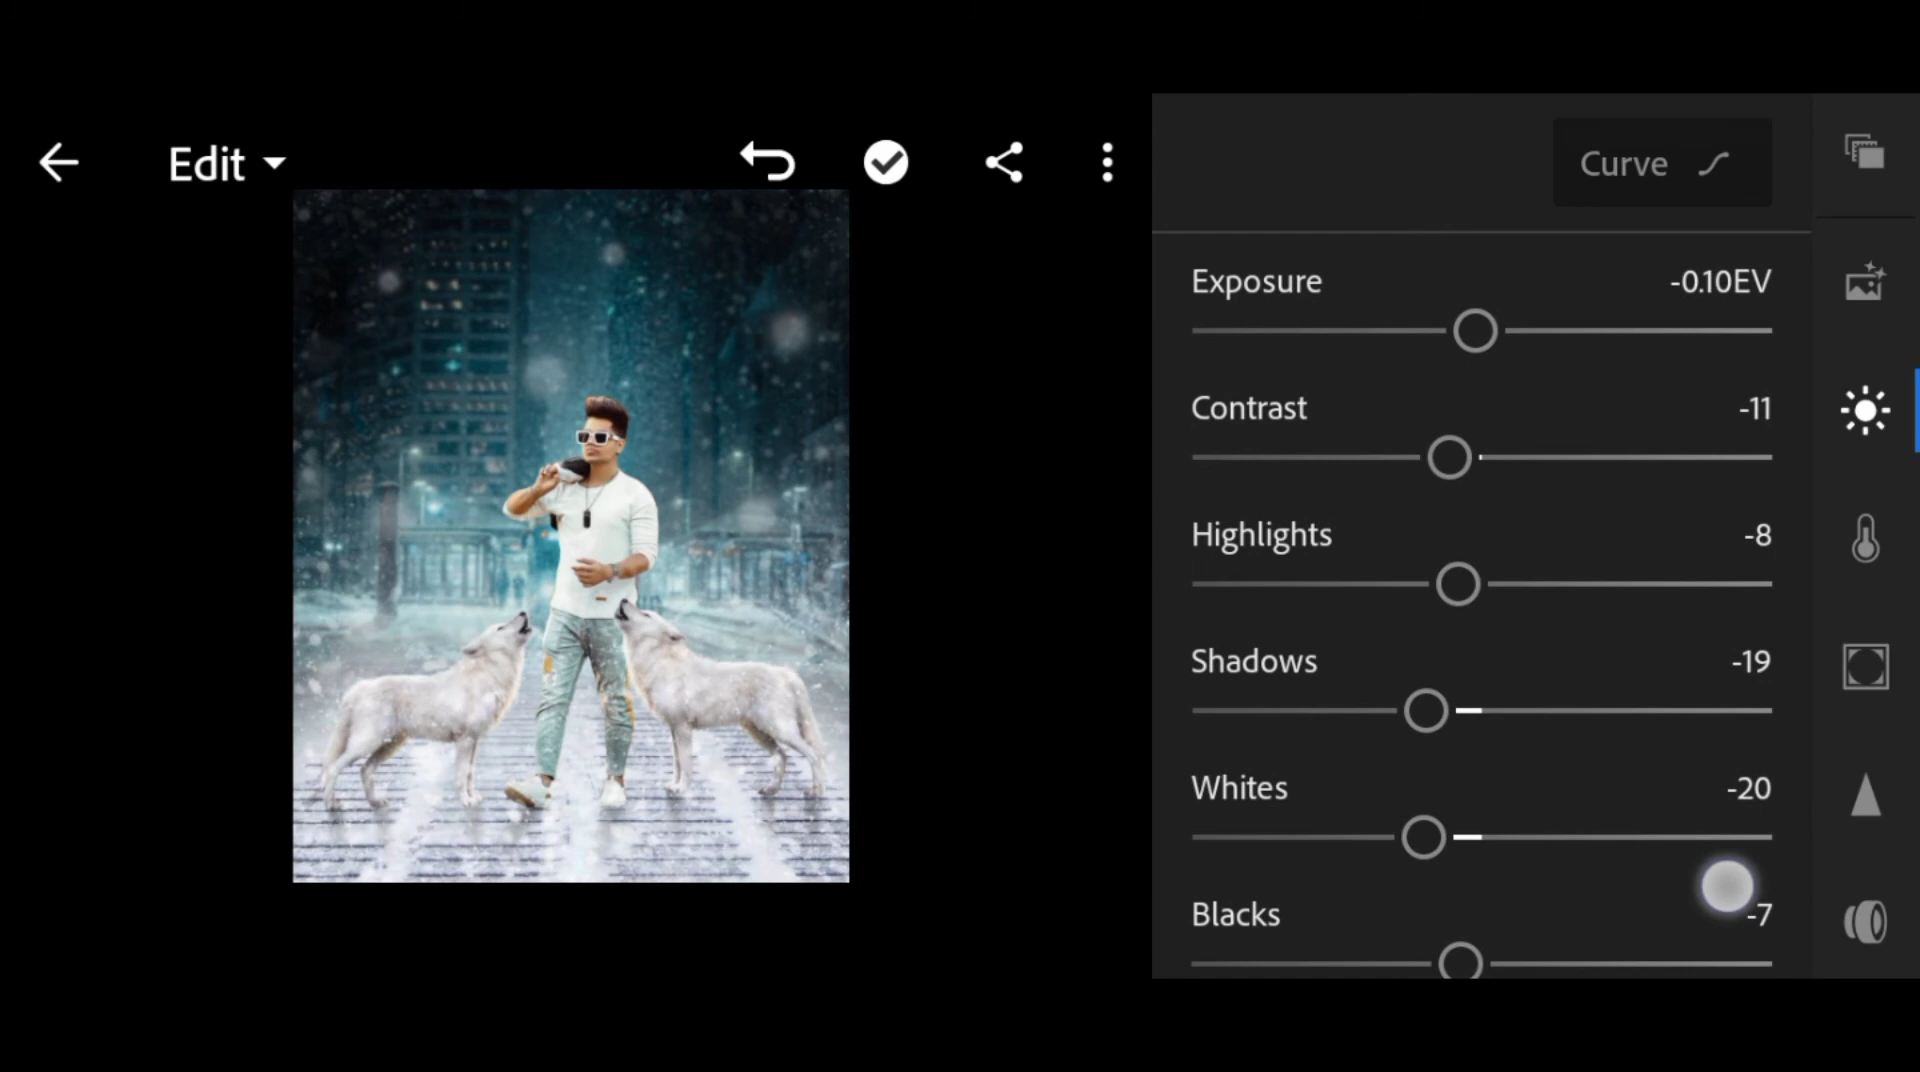 Edit
Curve
Exposure -0.10EV
Contrast -11
Highlights -8
Shadows -19
Whites -20
Blacks -7